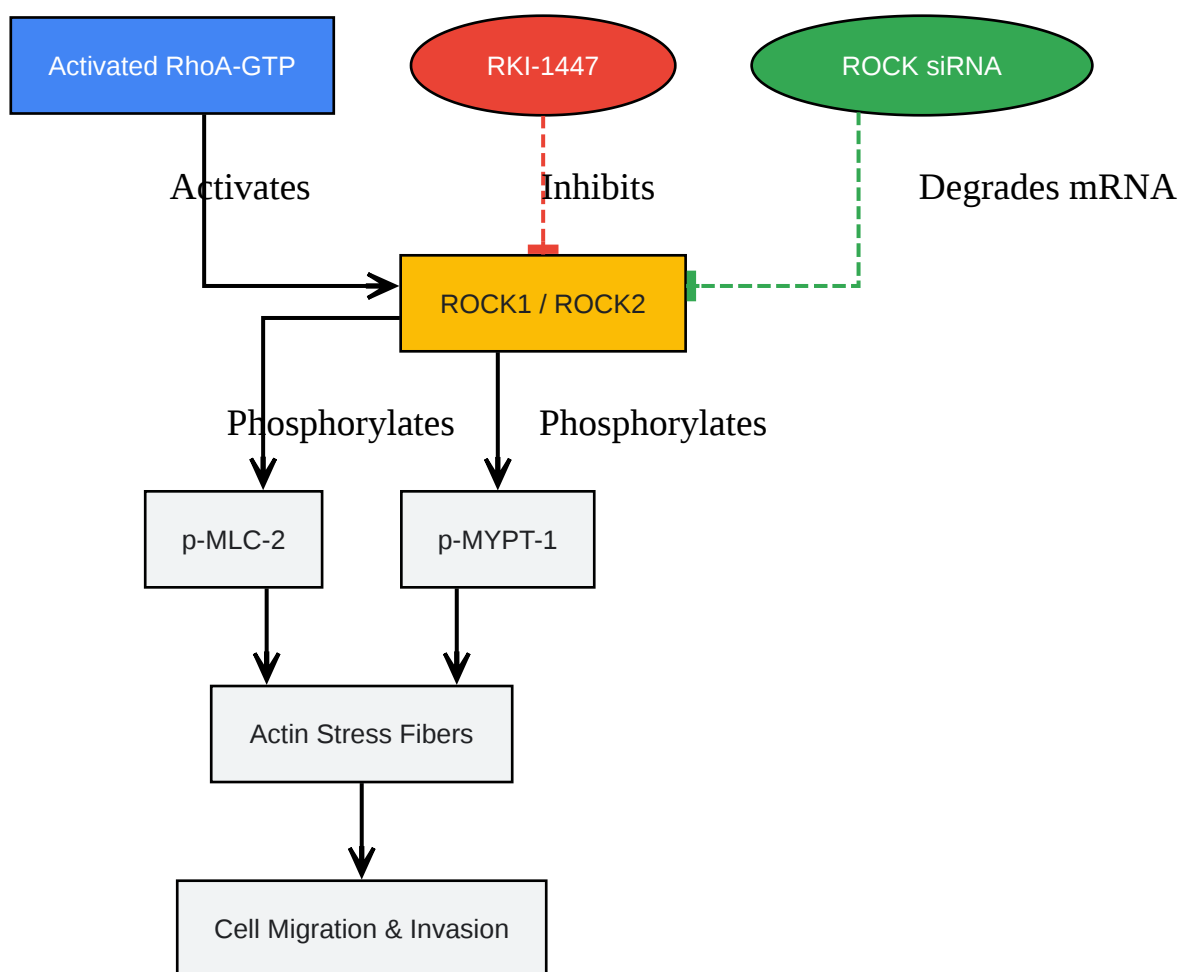 Activated RhoA-GTP
RKI-1447
ROCK siRNA
Activates
Inhibits
Degrades mRNA
ROCK1 / ROCK2
Phosphorylates
Phosphorylates
p-MLC-2
p-MYPT-1
Actin Stress Fibers
Cell Migration & Invasion